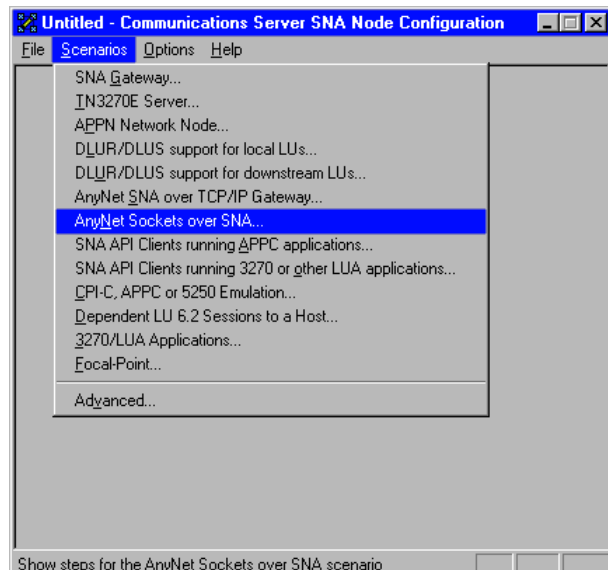 Untitled - Communications Server SNA Node Configuration
File Scenarios Options Help
SNA Gateway...
TN3270E Server...
APPN Network Node...
DLUR/DLUS support for local LUs...
DLUR/DLUS support for downstream LUs...
AnyNet SNA over TCP/IP Gateway...
AnyNet Sockets over SNA...
SNA API Clients running APPC applications...
SNA API Clients running 3270 or other LUA applications...
CPI-C, APPC or 5250 Emulation...
Dependent LU 6.2 Sessions to a Host...
3270/LUA Applications...
Focal-Point...
Advanced...
Show steps for the AnyNet Sockets over SNA scenario